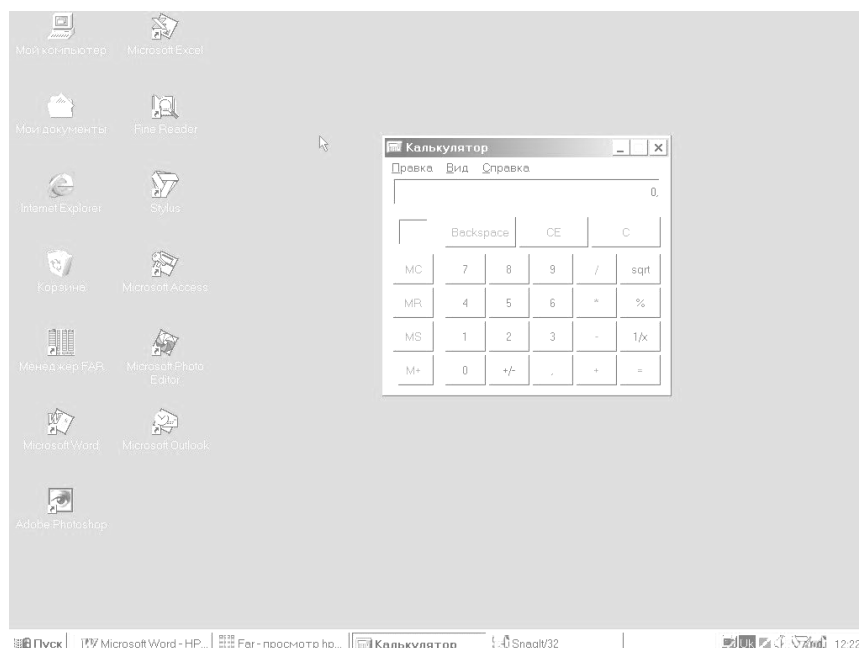 Мой компьютер
Microsoft Excel
Мои документы
Fine Reader
Internet Explorer
Stylus
Корзина
Microsoft Access
Менеджер FAR
Microsoft Photo
Editor
Microsoft Word
Microsoft Outlook
Adobe Photoshop
Калькулятор
Правка Вид Справка
0,
Backspace CE C
MC 7 8 9 / sqrt
MR 4 5 6 * %
MS 1 2 3 - 1/x
M+ 0 +/- , + =
Пуск Microsoft Word - HP... Far - просмотр hp... Калькулятор SnagIt/32 Uk 12:22